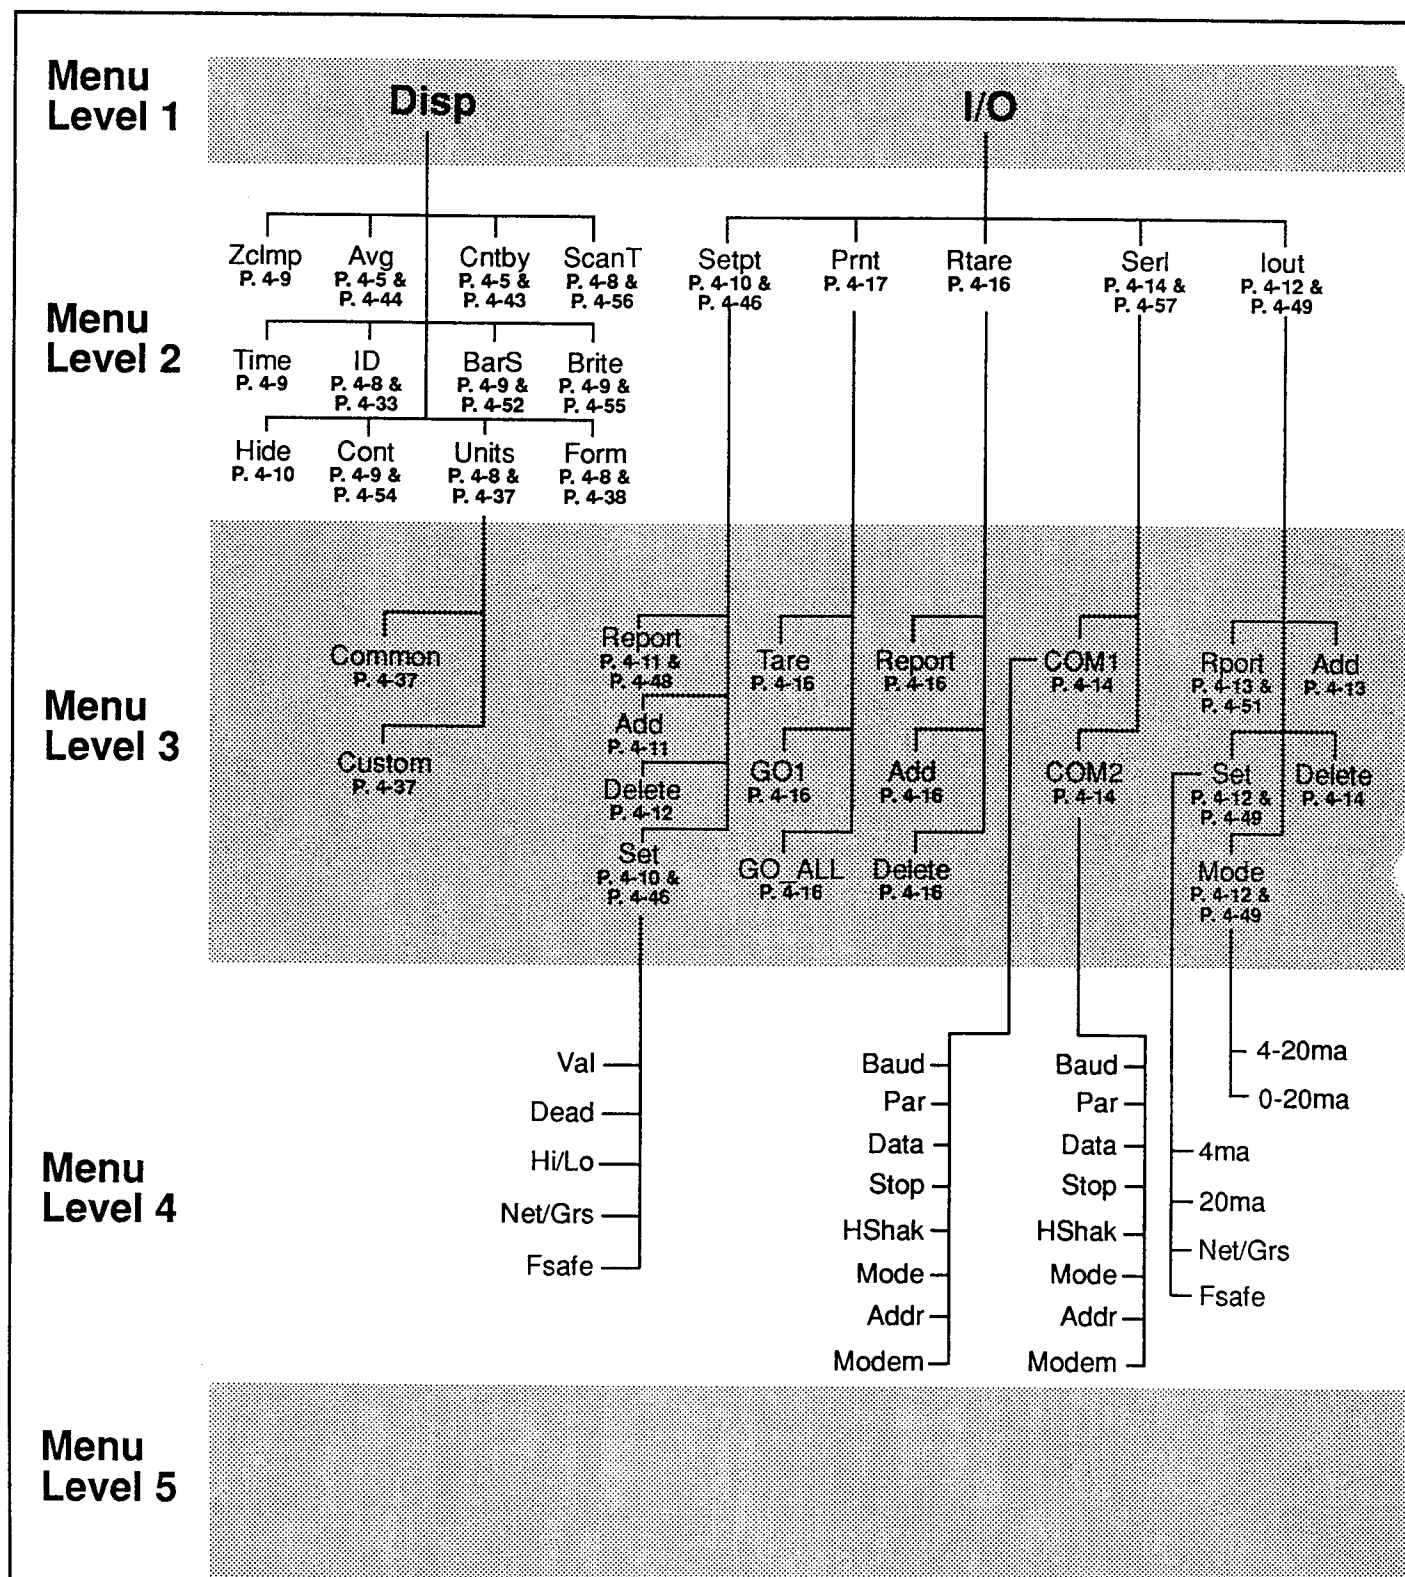 Menu
Level 1
Disp
I/O
Menu
Level 2
Zclmp
P. 4-9
Avg
P. 4-5 &
P. 4-44
Cntby
P. 4-5 &
P. 4-43
ScanT
P. 4-8 &
P. 4-56
Time
P. 4-9
ID
P. 4-8 &
P. 4-33
BarS
P. 4-9 &
P. 4-52
Brite
P. 4-9 &
P. 4-55
Hide
P. 4-10
Cont
P. 4-9 &
P. 4-54
Units
P. 4-8 &
P. 4-37
Form
P. 4-8 &
P. 4-38
Setpt
P. 4-10 &
P. 4-46
Prnt
P. 4-17
Rtare
P. 4-16
Serl
P. 4-14 &
P. 4-57
Iout
P. 4-12 &
P. 4-49
Menu
Level 3
Common
P. 4-37
Custom
P. 4-37
Report
P. 4-11 &
P. 4-48
Add
P. 4-11
Delete
P. 4-12
Set
P. 4-10 &
P. 4-46
Tare
P. 4-16
GO1
P. 4-16
GO_ALL
P. 4-16
Report
P. 4-16
Add
P. 4-16
Delete
P. 4-16
COM1
P. 4-14
COM2
P. 4-14
Rport
P. 4-13 &
P. 4-51
Add
P. 4-13
Set
P. 4-12 &
P. 4-49
Delete
P. 4-14
Mode
P. 4-12 &
P. 4-49
Menu
Level 4
Val
Dead
Hi/Lo
Net/Grs
Fsafe
Baud
Par
Data
Stop
HShak
Mode
Addr
Modem
Baud
Par
Data
Stop
HShak
Mode
Addr
Modem
4-20ma
0-20ma
4ma
20ma
Net/Grs
Fsafe
Menu
Level 5